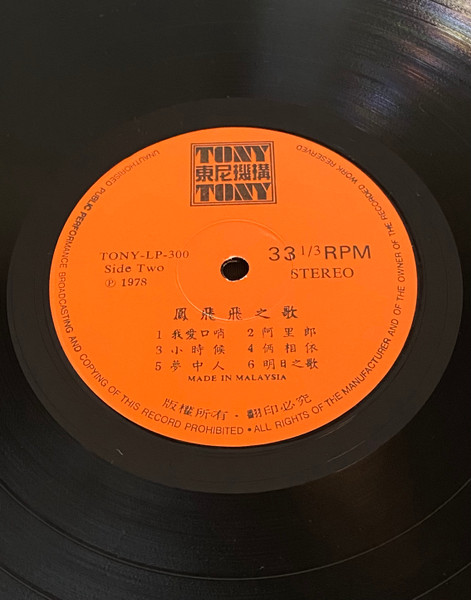 TONY
東尼機構
TONY
TONY-LP-300
Side Two
℗ 1978
33 1/3 RPM
STEREO
鳳飛飛之歌
1 我愛口哨 2 阿里郎
3 小時候 4 倆相依
5 夢中人 6 明日之歌
MADE IN MALAYSIA
版權所有·翻印必究
UNAUTHORISED PUBLIC PERFORMANCE BROADCASTING AND COPYING OF THIS RECORD PROHIBITED • ALL RIGHTS OF THE MANUFACTURER AND OF THE OWNER OF THE RECORDED WORK RESERVED